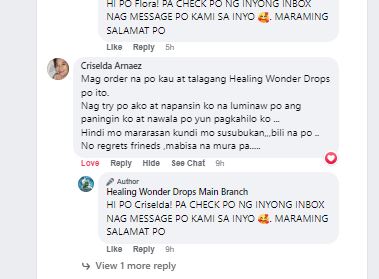 HI PO Flora! PA CHECK PO NG INYONG INBOX
NAG MESSAGE PO KAMI SA INYO 🥰. MARAMING
SALAMAT PO
Like Reply 5h
Criselda Arnaez
Mag order na po kau at talagang Healing Wonder Drops
po ito.
Nag try po ako at napansin ko na luminaw po ang
paningin ko at nawala po yun pagkahilo ko ...
Hindi mo mararasan kundi mo susubukan,,,bili na po ..
No regrets frineds ,mabisa na mura pa.....
Love Reply Hide See Chat 9h
Author
Healing Wonder Drops Main Branch
HI PO Criselda! PA CHECK PO NG INYONG INBOX
NAG MESSAGE PO KAMI SA INYO 🥰. MARAMING
SALAMAT PO
Like Reply 9h
View 1 more reply